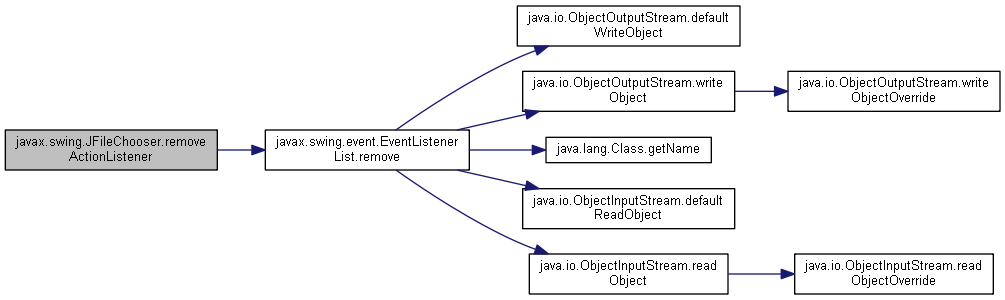 java.io.ObjectOutputStream.default
WriteObject
java.io.ObjectOutputStream.write
Object
java.io.ObjectOutputStream.write
ObjectOverride
javax.swing.JFileChooser.remove
ActionListener
javax.swing.event.EventListener
List.remove
java.lang.Class.getName
java.io.ObjectInputStream.default
ReadObject
java.io.ObjectInputStream.read
Object
java.io.ObjectInputStream.read
ObjectOverride